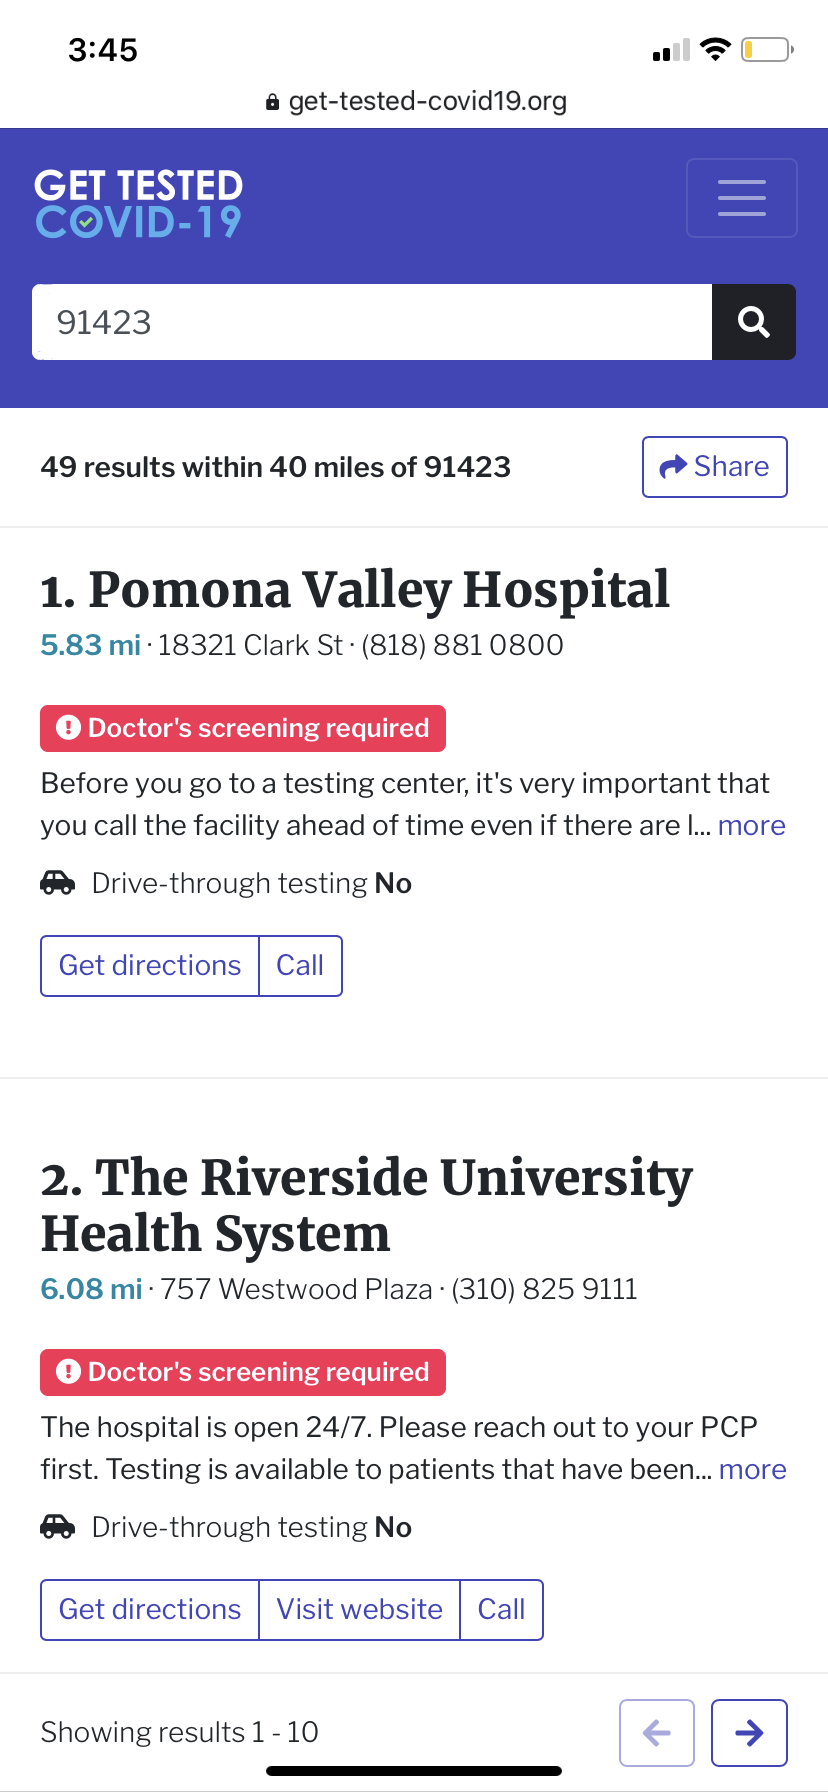 3:45
get-tested-covid19.org
GET TESTED
COVID-19
91423
49 results within 40 miles of 91423
Share
1. Pomona Valley Hospital
5.83 mi · 18321 Clark St · (818) 881 0800
Doctor's screening required
Before you go to a testing center, it's very important that
you call the facility ahead of time even if there are l... more
Drive-through testing No
Get directions Call
2. The Riverside University
Health System
6.08 mi · 757 Westwood Plaza · (310) 825 9111
Doctor's screening required
The hospital is open 24/7. Please reach out to your PCP
first. Testing is available to patients that have been... more
Drive-through testing No
Get directions Visit website Call
Showing results 1 - 10